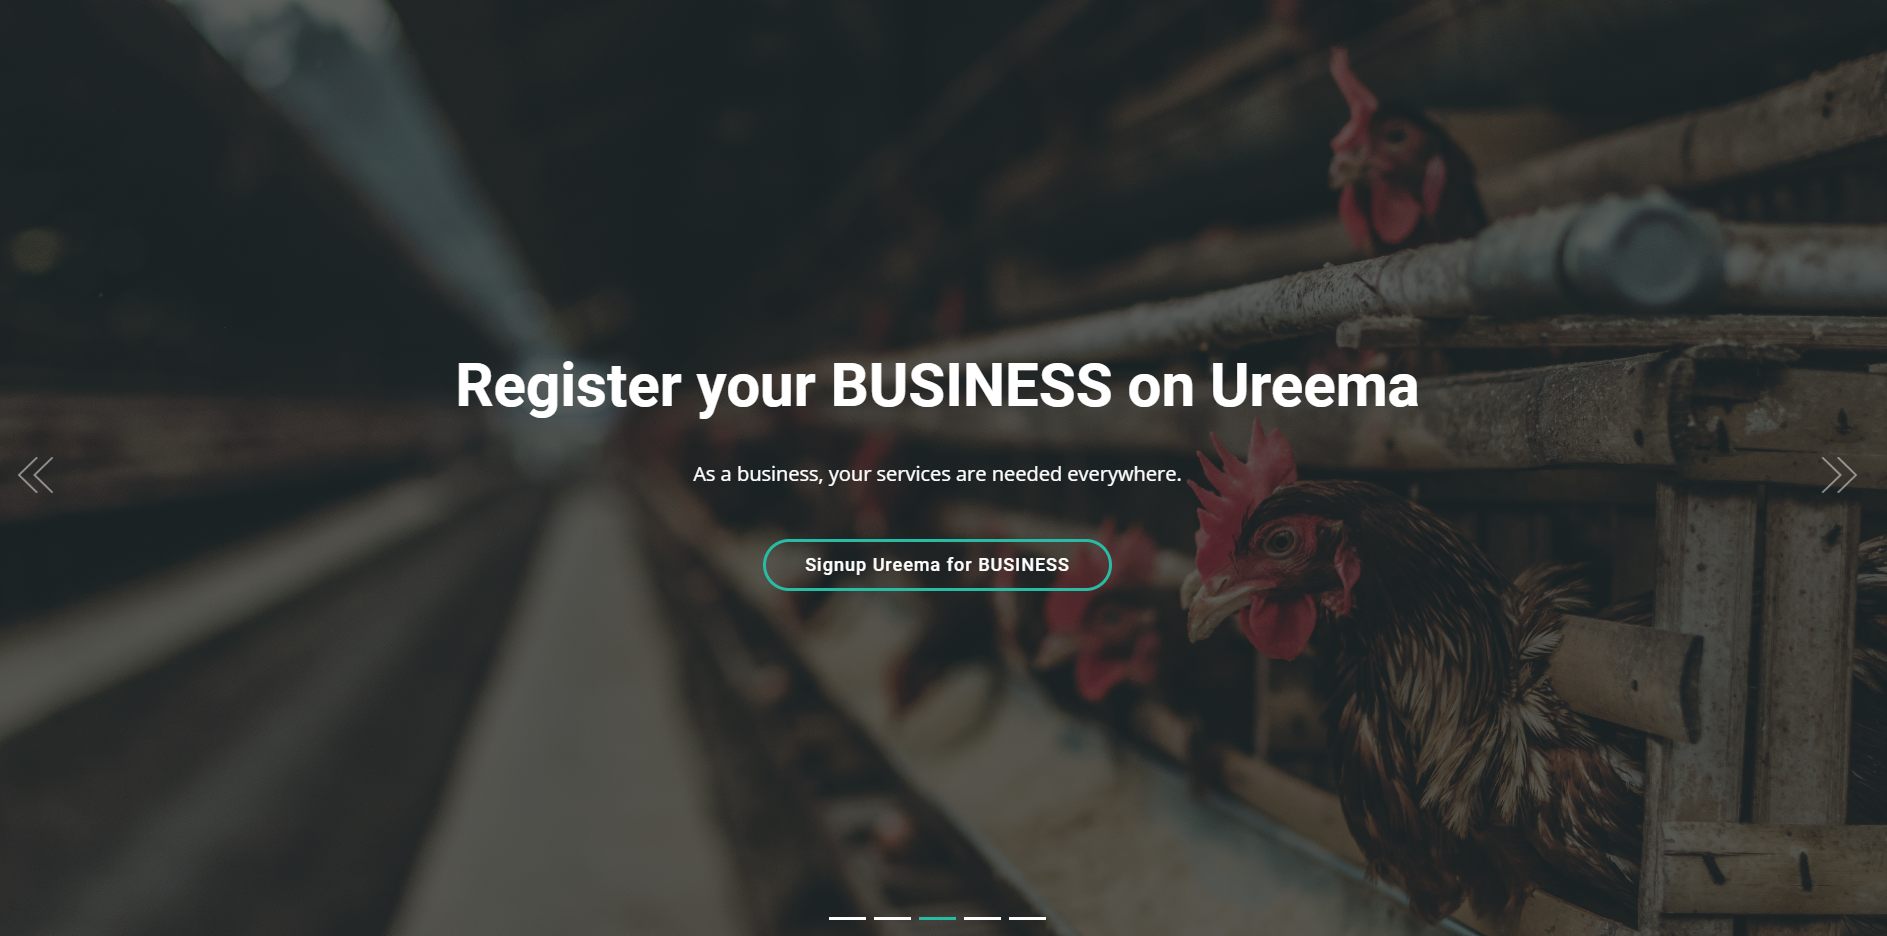 Register your BUSINESS on Ureema
As a business, your services are needed everywhere.
Signup Ureema for BUSINESS